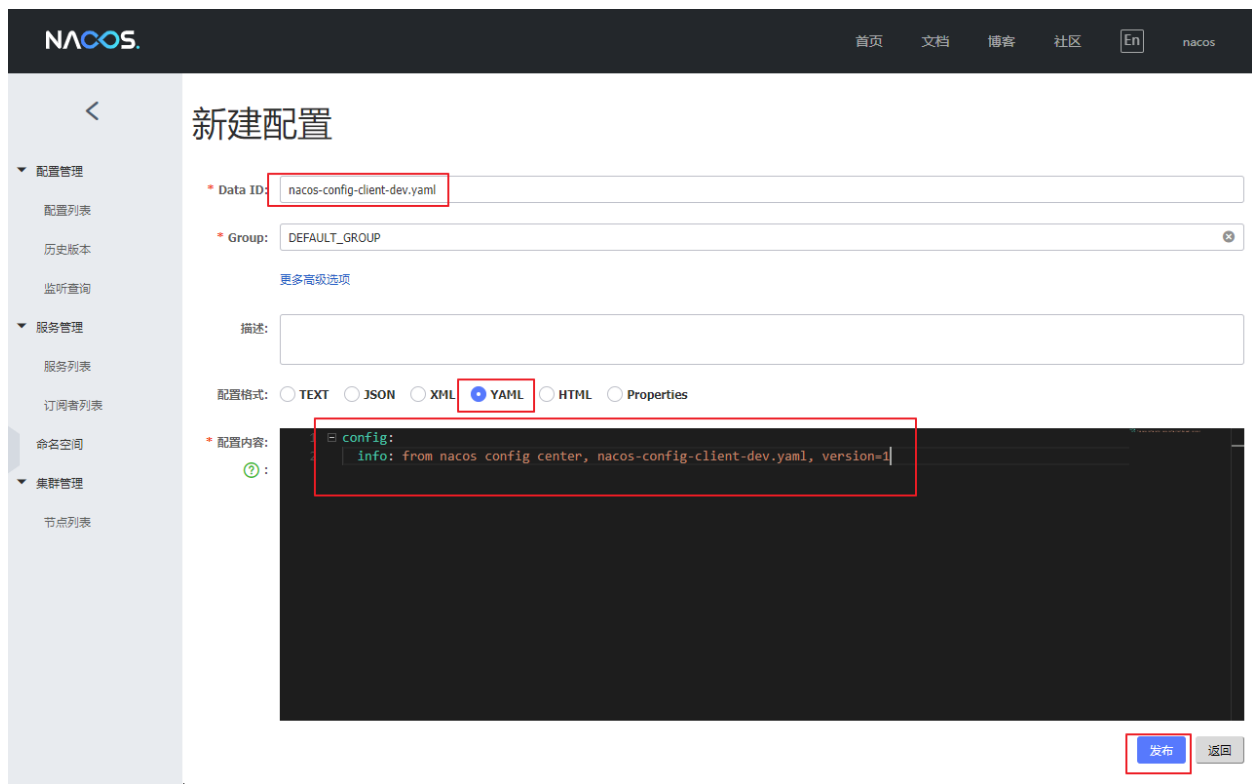 NACOS.
首页 文档 博客 社区 En nacos
新建配置
配置管理
配置列表
历史版本
监听查询
服务管理
服务列表
订阅者列表
命名空间
集群管理
节点列表
* Data ID: nacos-config-client-dev.yaml
* Group: DEFAULT_GROUP
更多高级选项
描述:
配置格式: TEXT JSON XML YAML HTML Properties
* 配置内容:
? :
1 config:
2 info: from nacos config center, nacos-config-client-dev.yaml, version=1
发布 返回